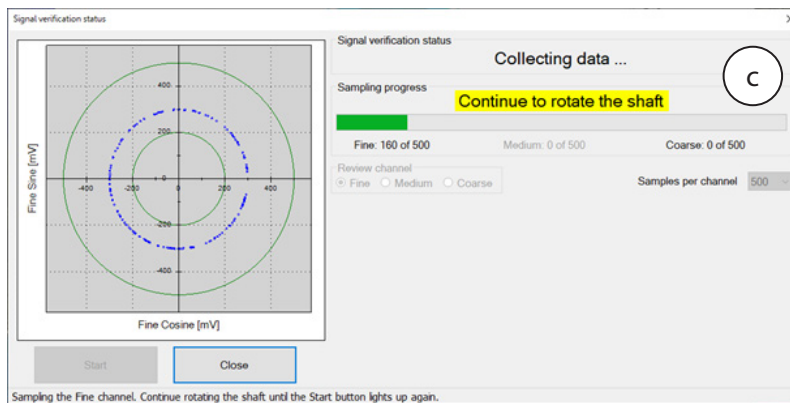 Signal verification status
Signal verification status
Collecting data ...
C
Sampling progress
Continue to rotate the shaft
Fine: 160 of 500 Medium: 0 of 500 Coarse: 0 of 500
Review channel
Fine Medium Coarse
Samples per channel 500
400
200
-400 -200 0 200 400
-200
-400
Fine Sine [mV]
Fine Cosine [mV]
Start Close
Sampling the Fine channel. Continue rotating the shaft until the Start button lights up again.